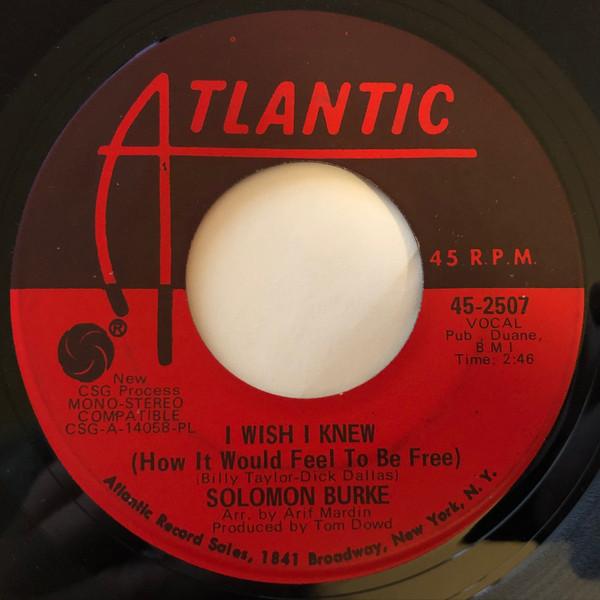 ATLANTIC
45 R.P.M.
45-2507
VOCAL
Pub. Duane,
BMI
Time: 2:46
®
New
CSG Process
MONO-STEREO
COMPATIBLE
CSG-A-14058-PL
I WISH I KNEW
(How It Would Feel To Be Free)
(Billy Taylor-Dick Dallas)
SOLOMON BURKE
Arr. by Arif Mardin
Produced by Tom Dowd
Atlantic Record Sales, 1841 Broadway, New York, N.Y.